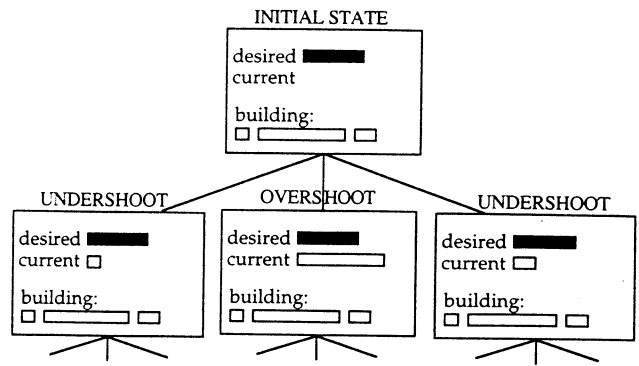 INITIAL STATE
desired
current
building:
UNDERSHOOT
desired
current
building:
OVERSHOOT
desired
current
building:
UNDERSHOOT
desired
current
building: